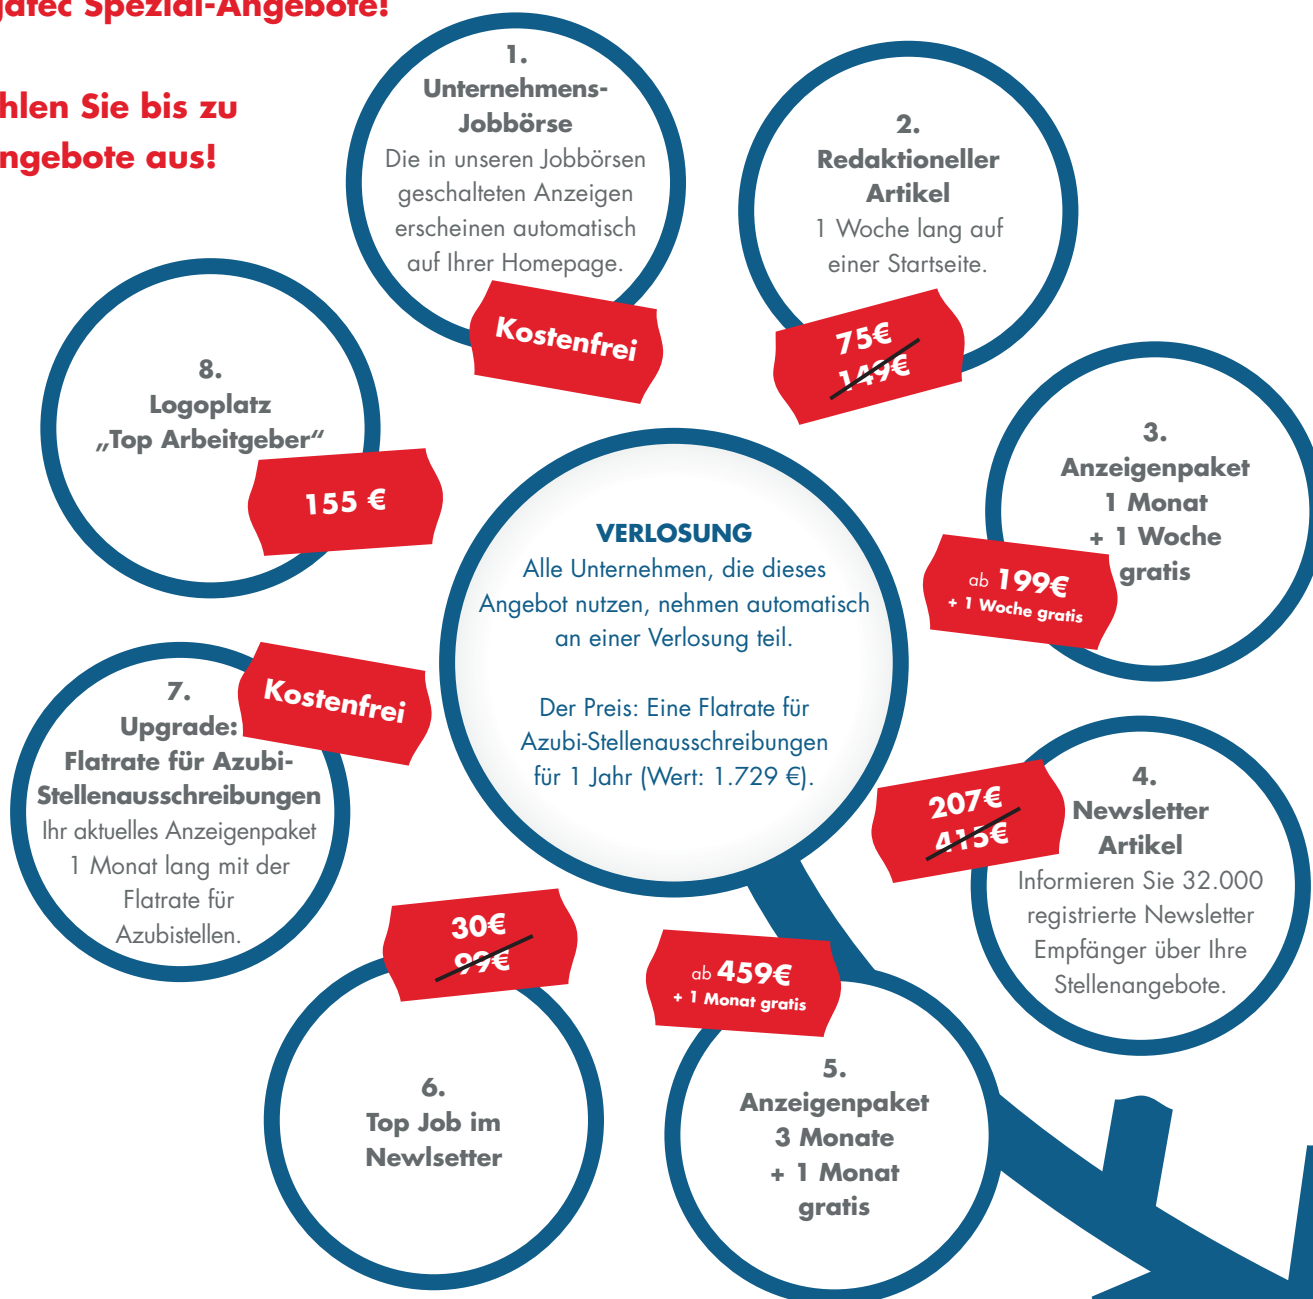 Spezial-Angebote!
Sie bis zu
aus!
1.
Unternehmens-
Jobbörse
Die in unseren Jobbörsen
geschalteten Anzeigen
erscheinen automatisch
auf Ihrer Homepage.
Kostenfrei
2.
Redaktioneller
Artikel
1 Woche lang auf
einer Startseite.
75€
149€
3.
Anzeigenpaket
1 Monat
+ 1 Woche
gratis
ab 199€
+ 1 Woche gratis
4.
Newsletter
Artikel
Informieren Sie 32.000
registrierte Newsletter
Empfänger über Ihre
Stellenangebote.
207€
415€
5.
Anzeigenpaket
3 Monate
+ 1 Monat
gratis
ab 459€
+ 1 Monat gratis
6.
Top Job im
Newlsetter
30€
99€
7.
Upgrade:
Flatrate für Azubi-
Stellenausschreibungen
Ihr aktuelles Anzeigenpaket
1 Monat lang mit der
Flatrate für
Azubistellen.
Kostenfrei
8.
Logoplatz
„Top Arbeitgeber“
155 €
VERLOSUNG
Alle Unternehmen, die dieses
Angebot nutzen, nehmen automatisch
an einer Verlosung teil.
Der Preis: Eine Flatrate für
Azubi-Stellenausschreibungen
für 1 Jahr (Wert: 1.729 €).